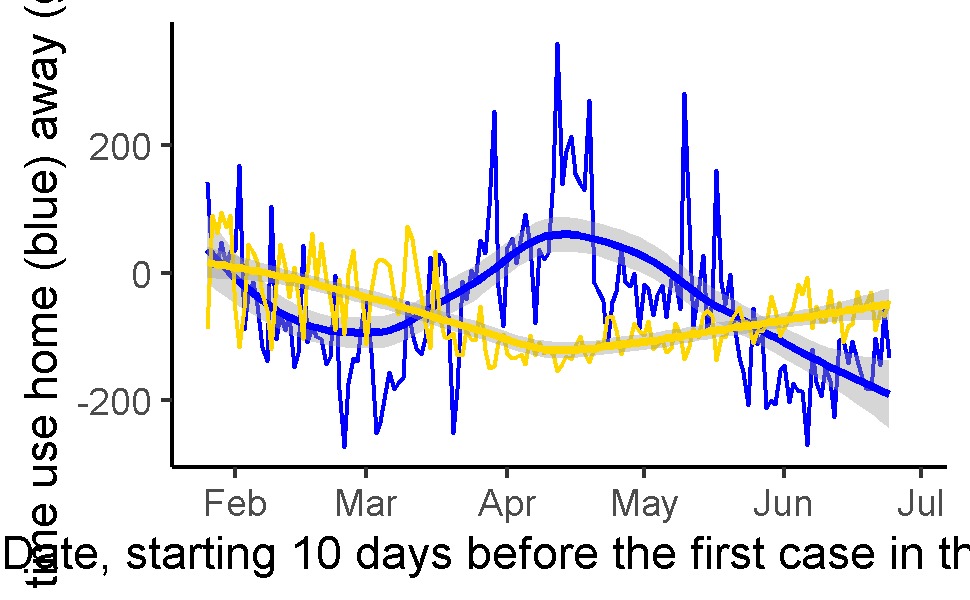 time use home (blue) away (
200
0
-200
Feb Mar Apr May Jun Jul
Date, starting 10 days before the first case in th